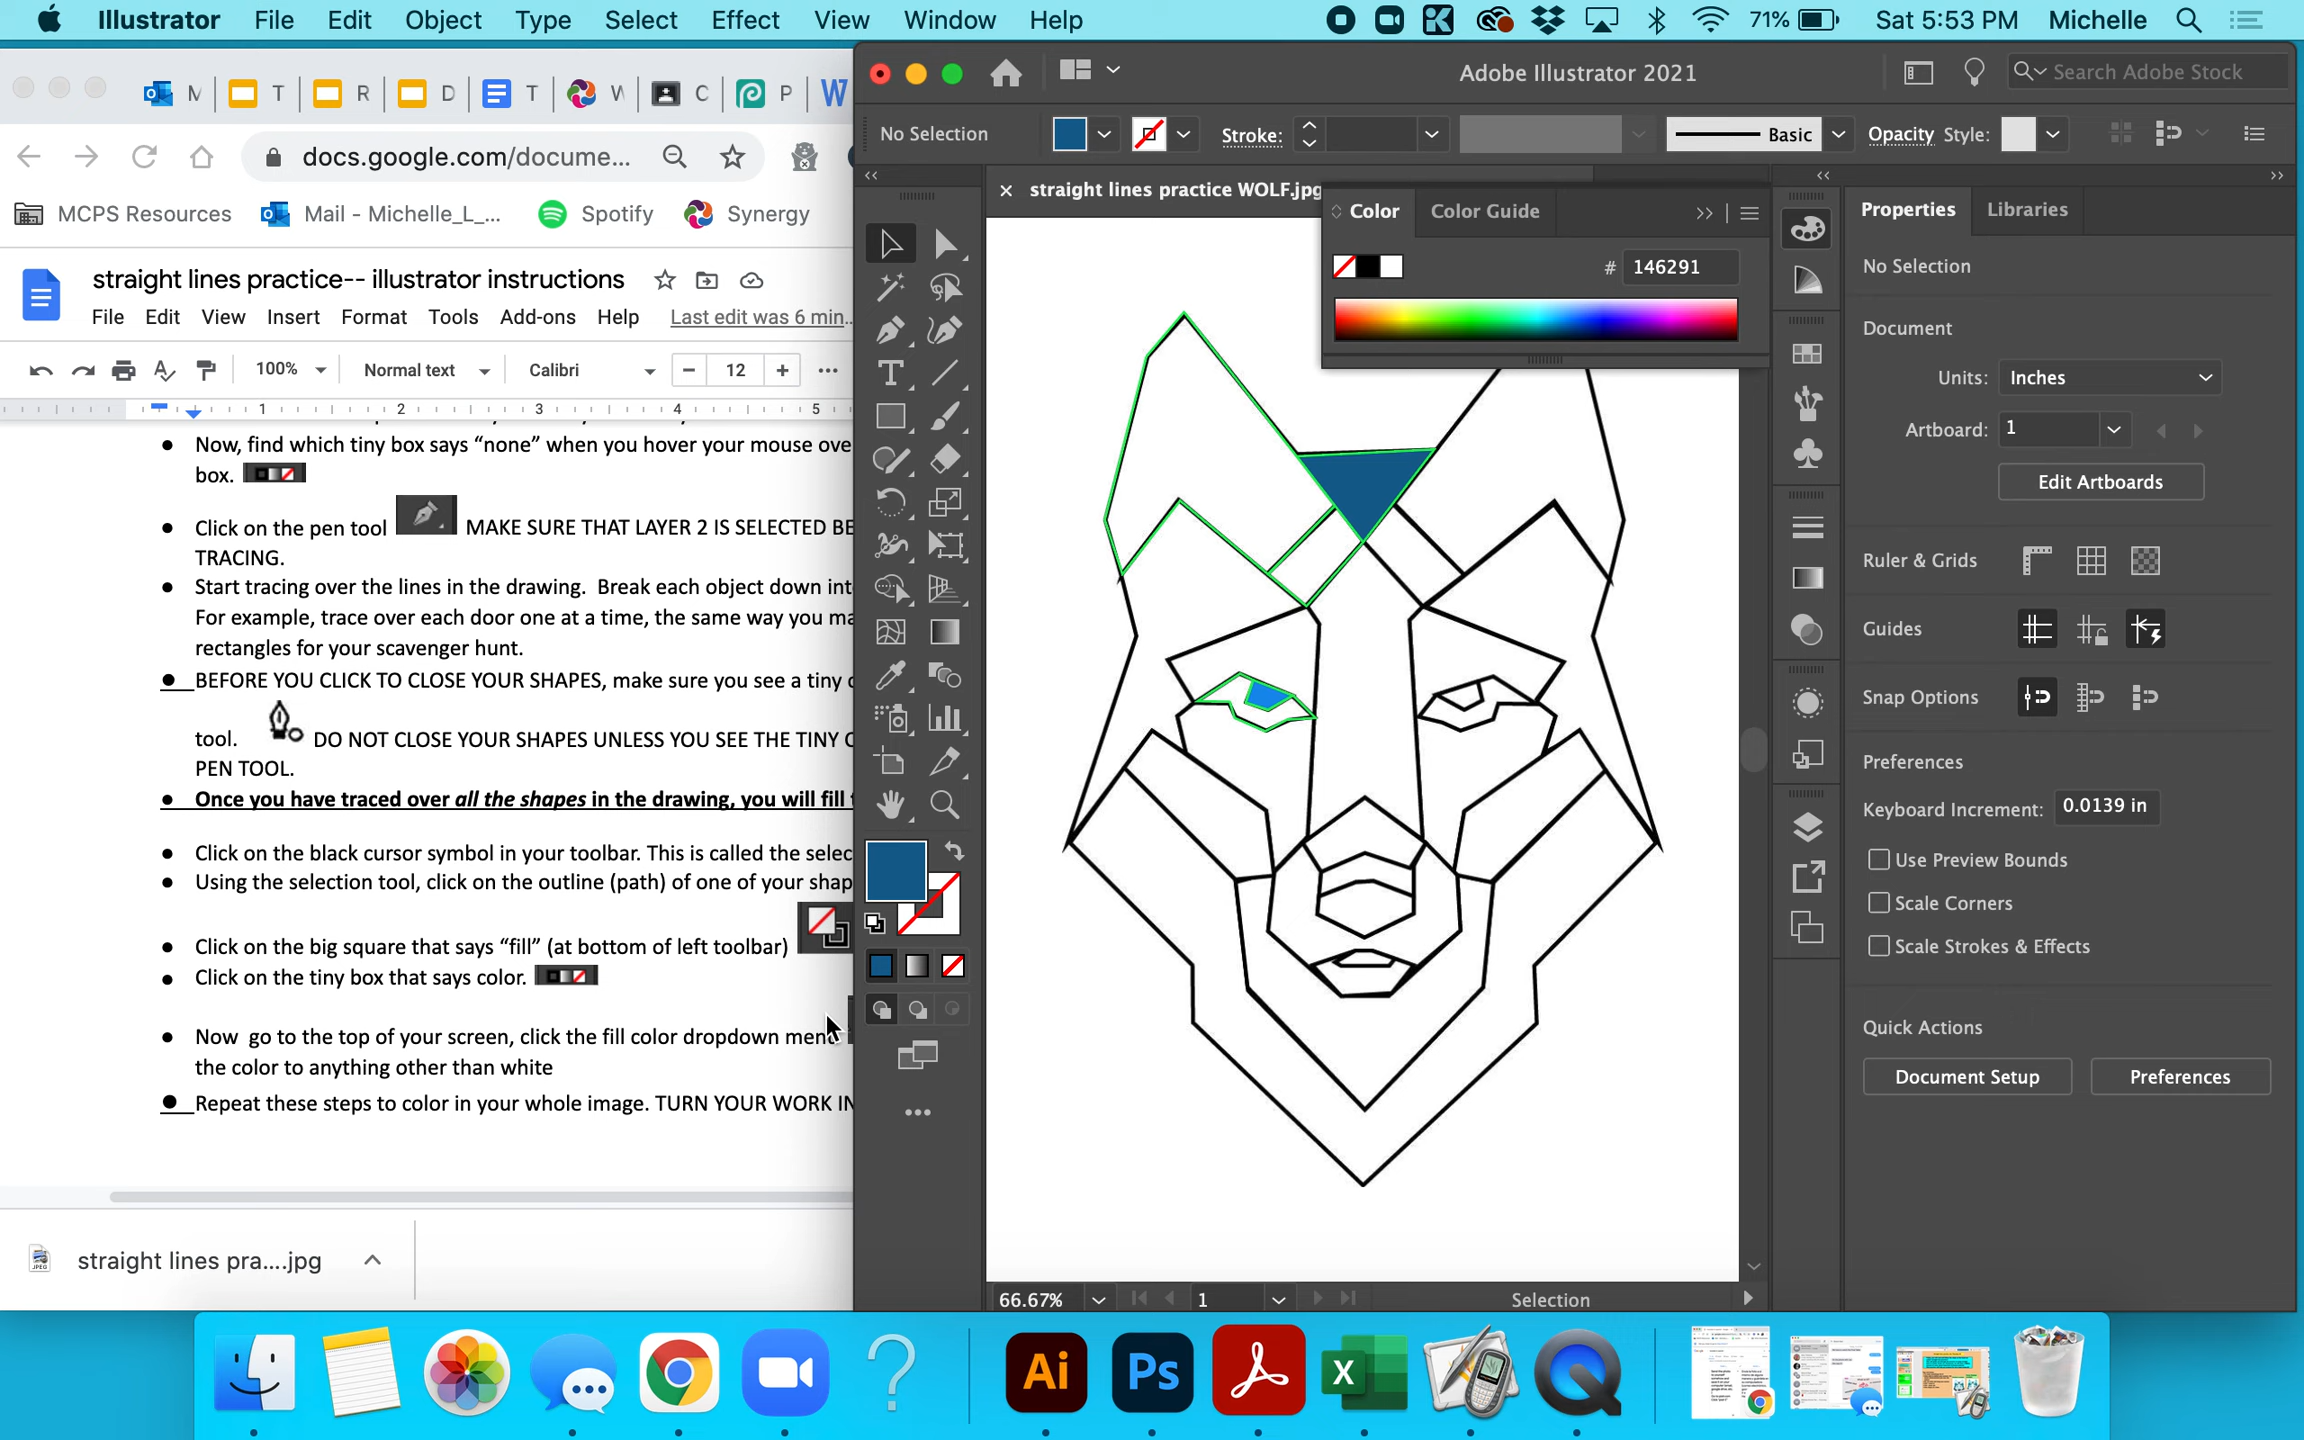 Illustrator File Edit Object Type Select Effect View Window Help 71% Sat 5:53 PM Michelle
M T R D T C P W
docs.google.com/docume...
MCPS Resources Mail - Michelle_L_... Spotify Synergy
straight lines practice-- illustrator instructions
File Edit View Insert Format Tools Add-ons Help Last edit was 6 min...
100% Normal text Calibri 12
1 2 3 4 5
Now, find which tiny box says “none” when you hover your mouse ove
box.
Click on the pen tool MAKE SURE THAT LAYER 2 IS SELECTED BE
TRACING.
Start tracing over the lines in the drawing. Break each object down int
For example, trace over each door one at a time, the same way you ma
rectangles for your scavenger hunt.
BEFORE YOU CLICK TO CLOSE YOUR SHAPES, make sure you see a tiny c
tool. DO NOT CLOSE YOUR SHAPES UNLESS YOU SEE THE TINY C
PEN TOOL.
Once you have traced over all the shapes in the drawing, you will fill
Click on the black cursor symbol in your toolbar. This is called the selec
Using the selection tool, click on the outline (path) of one of your shap
Click on the big square that says “fill” (at bottom of left toolbar)
Click on the tiny box that says color.
Now go to the top of your screen, click the fill color dropdown menu
the color to anything other than white
Repeat these steps to color in your whole image. TURN YOUR WORK IN
straight lines pra....jpg
JPEG
Adobe Illustrator 2021
Search Adobe Stock
No Selection Stroke: Basic Opacity Style:
straight lines practice WOLF.jpg
Color Color Guide
# 146291
66.67% 1 Selection
Properties Libraries
No Selection
Document
Units: Inches
Artboard: 1
Edit Artboards
Ruler & Grids
Guides
Snap Options
Preferences
Keyboard Increment: 0.0139 in
Use Preview Bounds
Scale Corners
Scale Strokes & Effects
Quick Actions
Document Setup Preferences
Ai Ps X